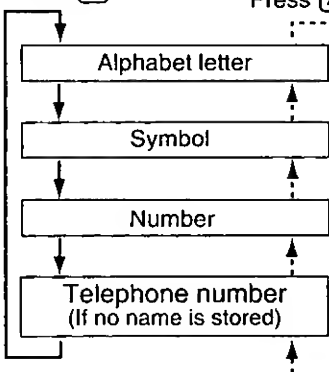 Press
Alphabet letter
Symbol
Number
Telephone number
(If no name is stored)